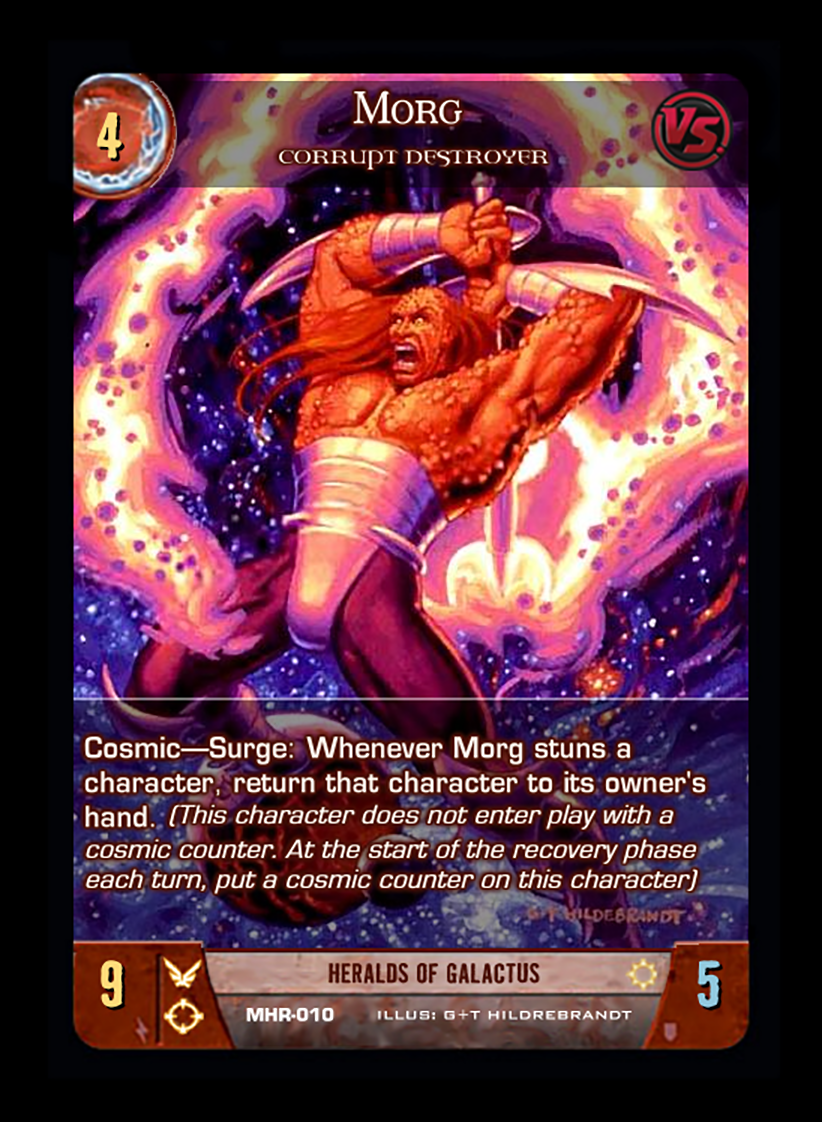 4
Morg
VS.
CORRUPT DESTROYER
Cosmic—Surge: Whenever Morg stuns a
character, return that character to its owner's
hand. (This character does not enter play with a
cosmic counter. At the start of the recovery phase
each turn, put a cosmic counter on this character)
G+T HILDEBRANDT
9
HERALDS OF GALACTUS
5
MHR-010 ILLUS: G+T HILDREBRANDT